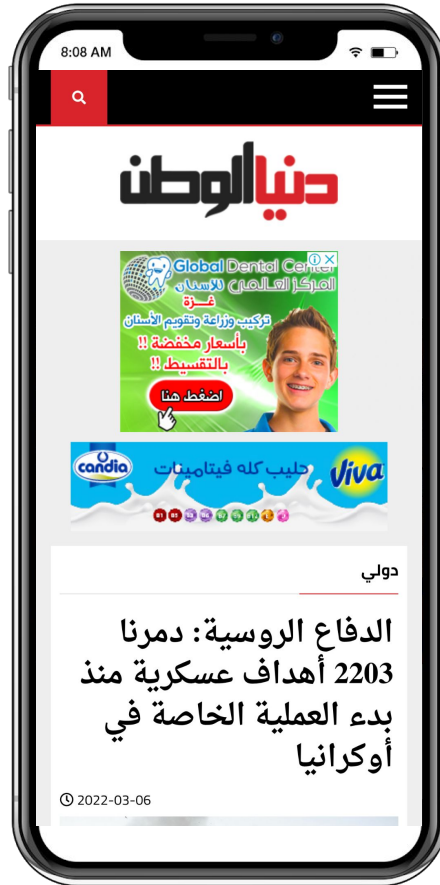 8:08 AM
دنيا الوطن
Global Dental Center
المركز العالمي للأسنان
غزة
تركيب وزراعة وتقويم الأسنان
بأسعار مخفضة !!
بالتقسيط !!
اضغط هنا
candia
حليب كله فيتامينات
Viva
دولي
الدفاع الروسية: دمرنا
2203 أهداف عسكرية منذ
بدء العملية الخاصة في
أوكرانيا
2022-03-06